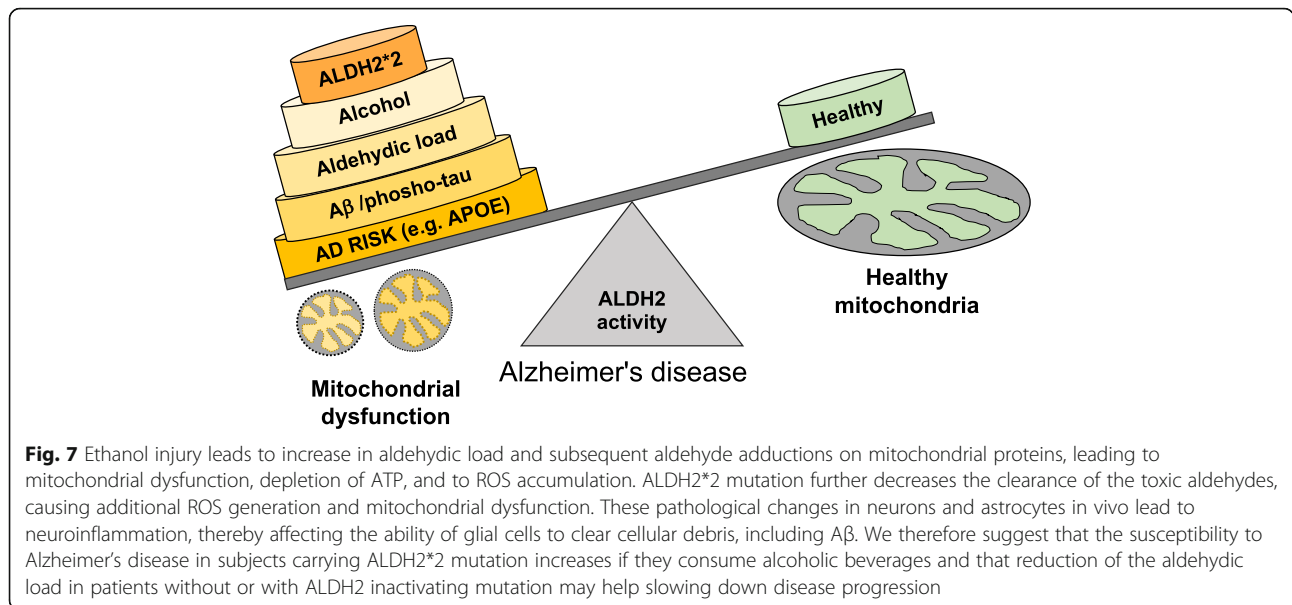 ALDH2*2
Alcohol
Aldehydic load
Aβ /phosho-tau
AD RISK (e.g. APOE)
Healthy
Healthy
mitochondria
ALDH2
activity
Alzheimer's disease
Mitochondrial
dysfunction
Fig. 7 Ethanol injury leads to increase in aldehydic load and subsequent aldehyde adductions on mitochondrial proteins, leading to
mitochondrial dysfunction, depletion of ATP, and to ROS accumulation. ALDH2*2 mutation further decreases the clearance of the toxic aldehydes,
causing additional ROS generation and mitochondrial dysfunction. These pathological changes in neurons and astrocytes in vivo lead to
neuroinflammation, thereby affecting the ability of glial cells to clear cellular debris, including Aβ. We therefore suggest that the susceptibility to
Alzheimer’s disease in subjects carrying ALDH2*2 mutation increases if they consume alcoholic beverages and that reduction of the aldehydic
load in patients without or with ALDH2 inactivating mutation may help slowing down disease progression